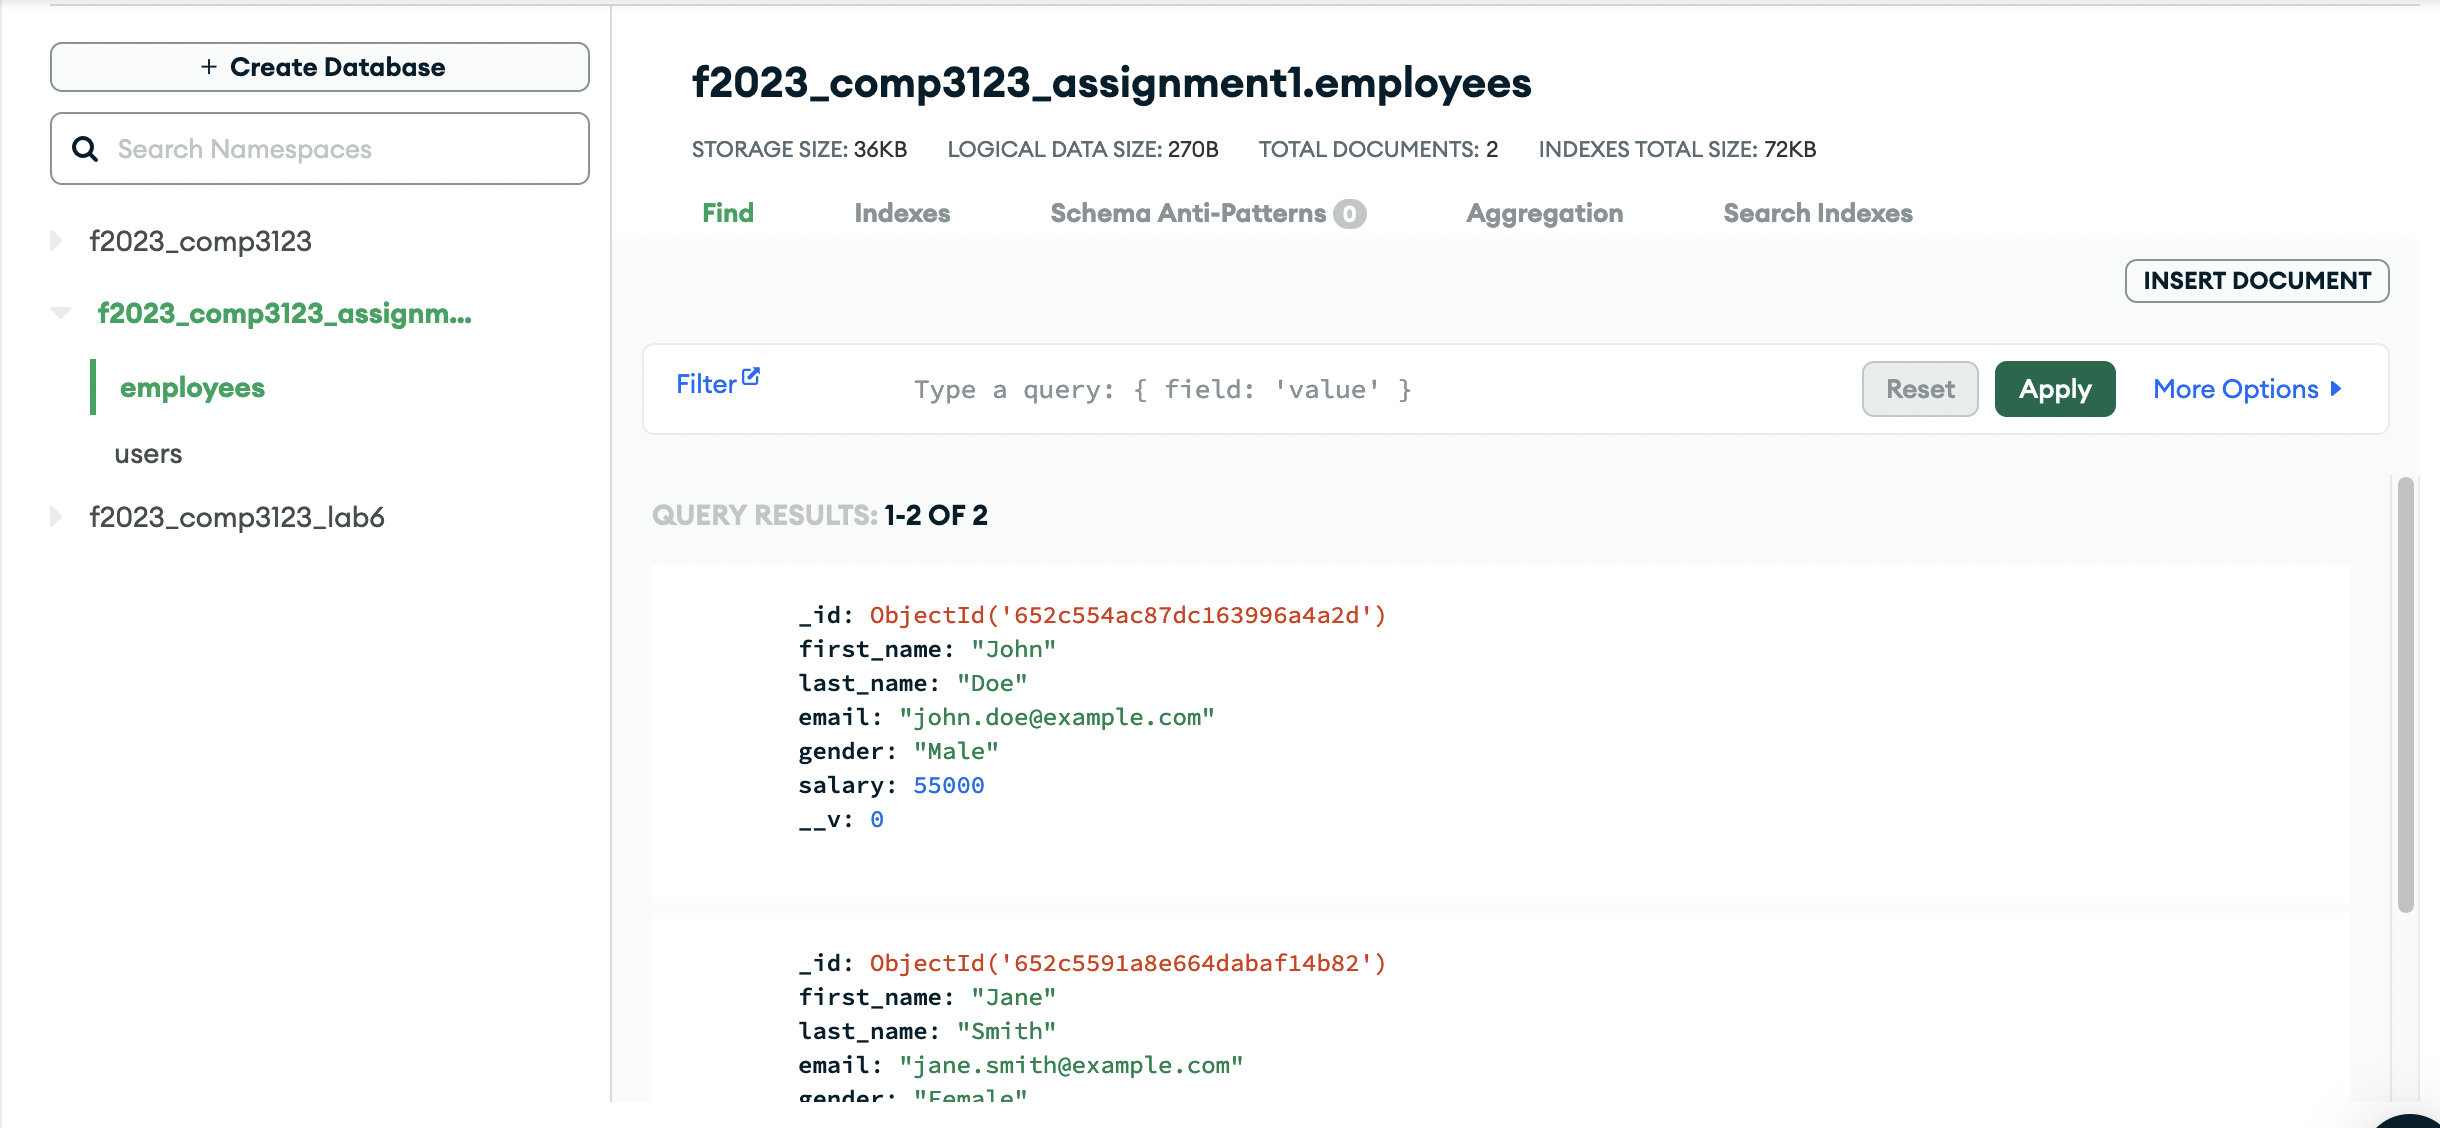 + Create Database
Search Namespaces
f2023_comp3123
f2023_comp3123_assignm...
employees
users
f2023_comp3123_lab6
f2023_comp3123_assignment1.employees
STORAGE SIZE: 36KB LOGICAL DATA SIZE: 270B TOTAL DOCUMENTS: 2 INDEXES TOTAL SIZE: 72KB
Find Indexes Schema Anti-Patterns 0 Aggregation Search Indexes
INSERT DOCUMENT
Filter Type a query: { field: 'value' } Reset Apply More Options
QUERY RESULTS: 1-2 OF 2
_id: ObjectId('652c554ac87dc163996a4a2d')
first_name: "John"
last_name: "Doe"
email: "john.doe@example.com"
gender: "Male"
salary: 55000
__v: 0
_id: ObjectId('652c5591a8e664dabaf14b82')
first_name: "Jane"
last_name: "Smith"
email: "jane.smith@example.com"
gender: "Female"